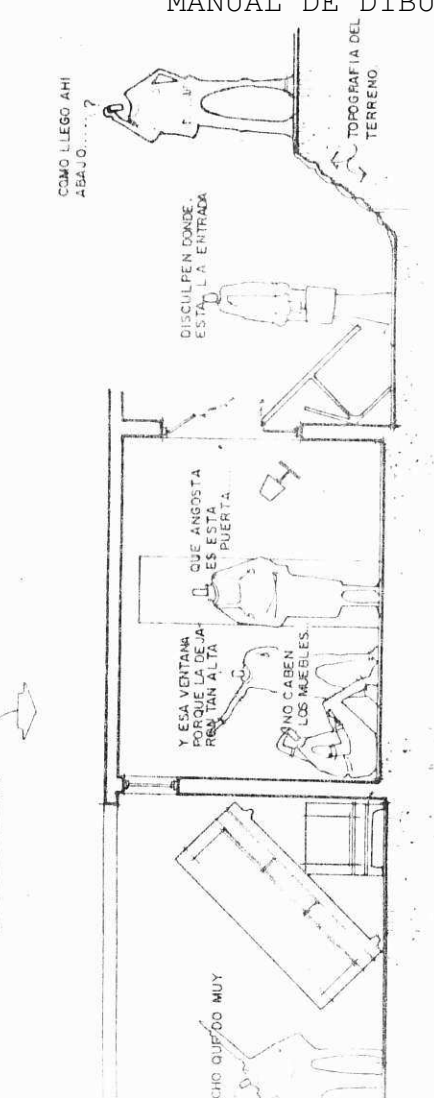 MANUAL DE DIBU
COMO LLEGO AHI
ABAJO......?
TOPOGRAFIA DEL
TERRENO.
DISCULPEN DONDE.
ESTA LA ENTRADA
QUE ANGOSTA
ES ESTA
PUERTA...
Y ESA VENTANA
PORQUE LA DEJA-
RON TAN ALTA
NO CABEN
LOS MUEBLES...
CHO QUEDO MUY